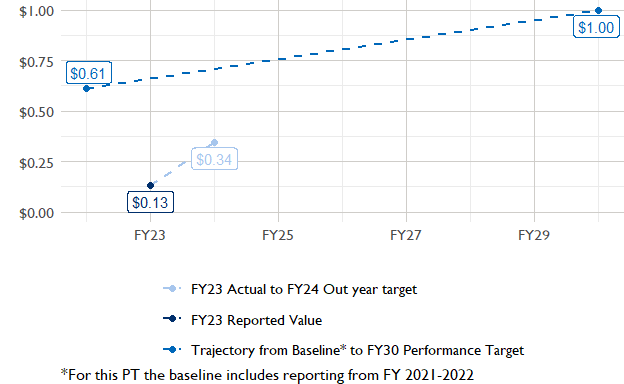 $1.00
$1.00
$0.75
$0.61
$0.50
$0.34
$0.25
$0.13
$0.00
FY23 FY25 FY27 FY29
FY23 Actual to FY24 Out year target
FY23 Reported Value
Trajectory from Baseline* to FY30 Performance Target
*For this PT the baseline includes reporting from FY 2021-2022